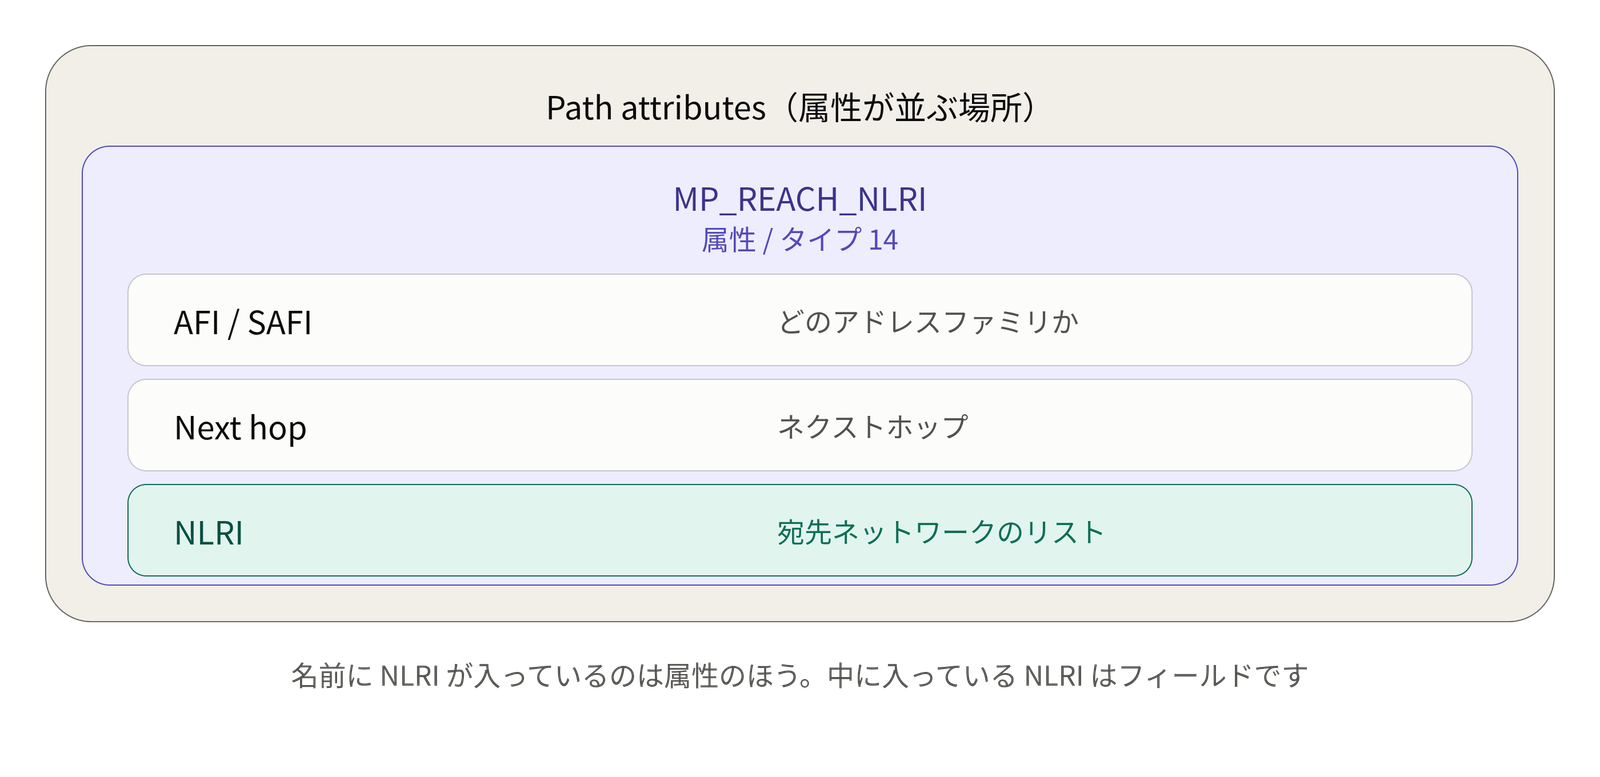 Path attributes（属性が並ぶ場所）
MP_REACH_NLRI
属性 / タイプ 14
AFI / SAFI どのアドレスファミリか
Next hop ネクストホップ
NLRI 宛先ネットワークのリスト
名前に NLRI が入っているのは属性のほう。中に入っている NLRI はフィールドです